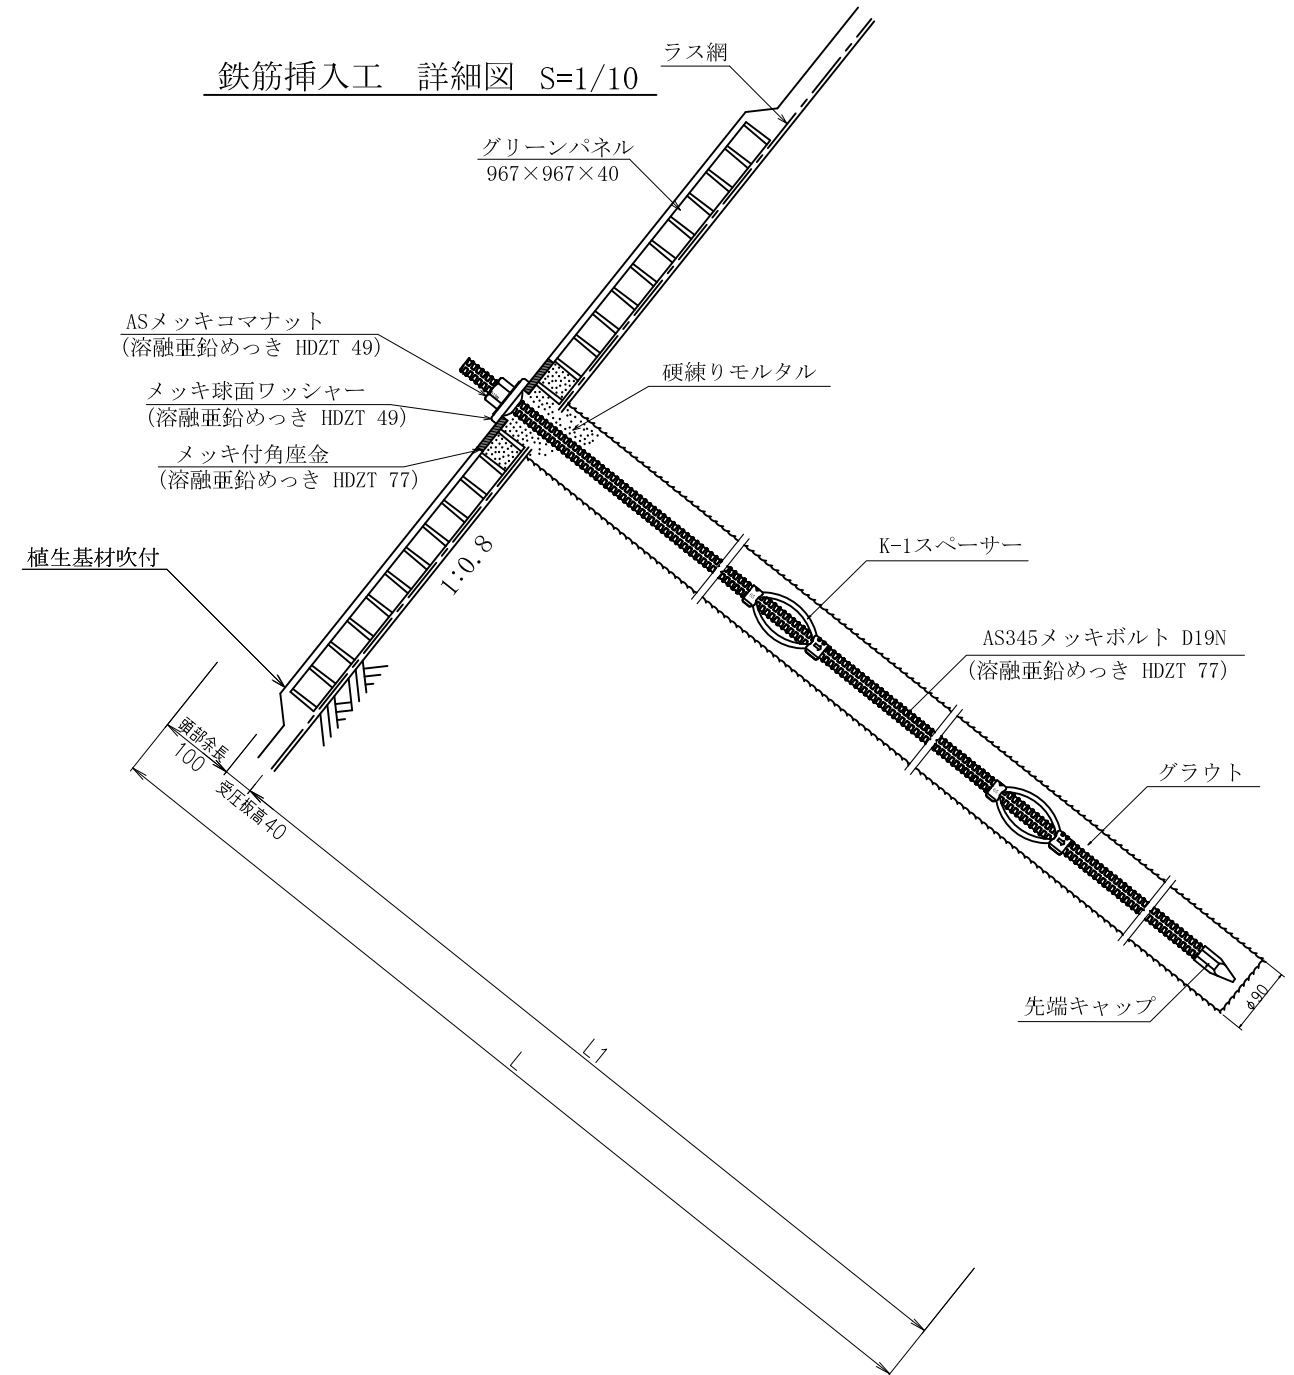 鉄筋挿入工　詳細図　S=1/10
ラス網
グリーンパネル
967×967×40
ASメッキコマナット
(溶融亜鉛めっき HDZT 49)
メッキ球面ワッシャー
(溶融亜鉛めっき HDZT 49)
メッキ付角座金
(溶融亜鉛めっき HDZT 77)
硬練りモルタル
植生基材吹付
1:0.8
K-1スペーサー
AS345メッキボルト D19N
(溶融亜鉛めっき HDZT 77)
頭部余長
100
受圧板高40
グラウト
先端キャップ
φ90
L1
L